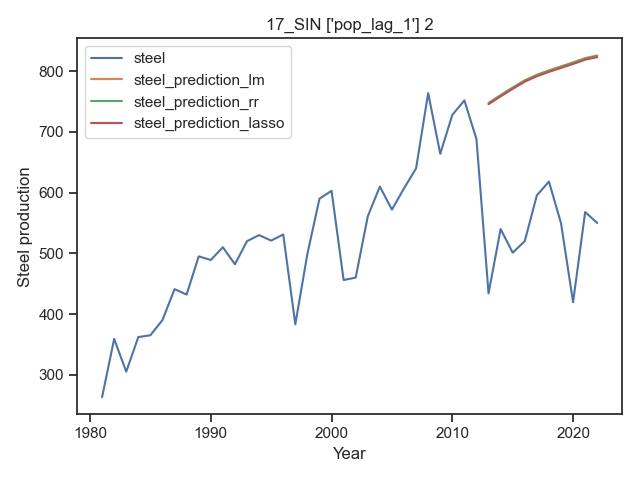 17_SIN ['pop_lag_1'] 2
steel
steel_prediction_lm
steel_prediction_rr
steel_prediction_lasso
Steel production
800
700
600
500
400
300
1980
1990
2000
2010
2020
Year